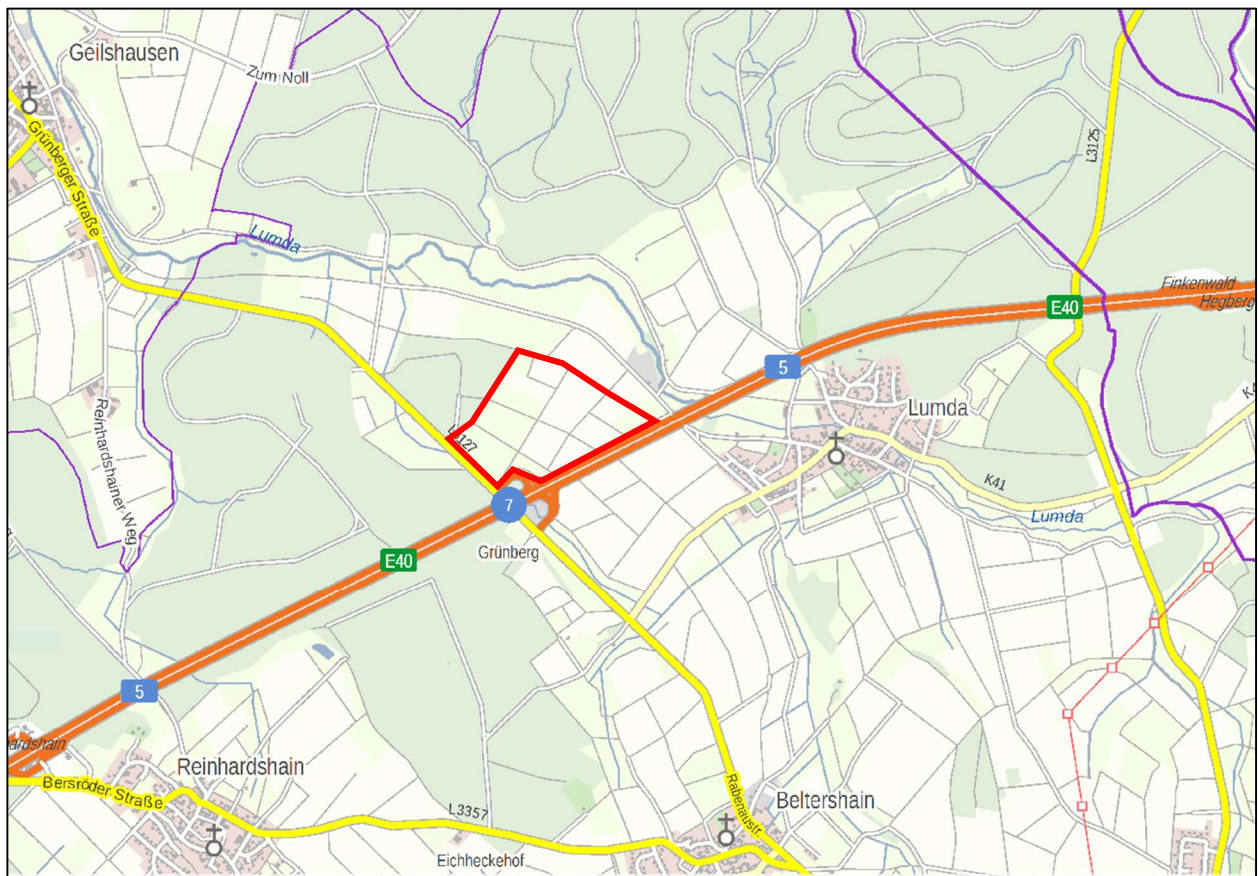 Geilshausen
Zum Noll
Grünberger Straße
L3125
Lumda
Finkenwald
Hegberg
E40
5
Lumda
Reinhardshainer Weg
L3127
K41
7
Grünberg
Lumda
E40
5
Reinhardshain
Bersröder Straße
L3357
Rabenaustr.
Beltershain
Eichheckehof